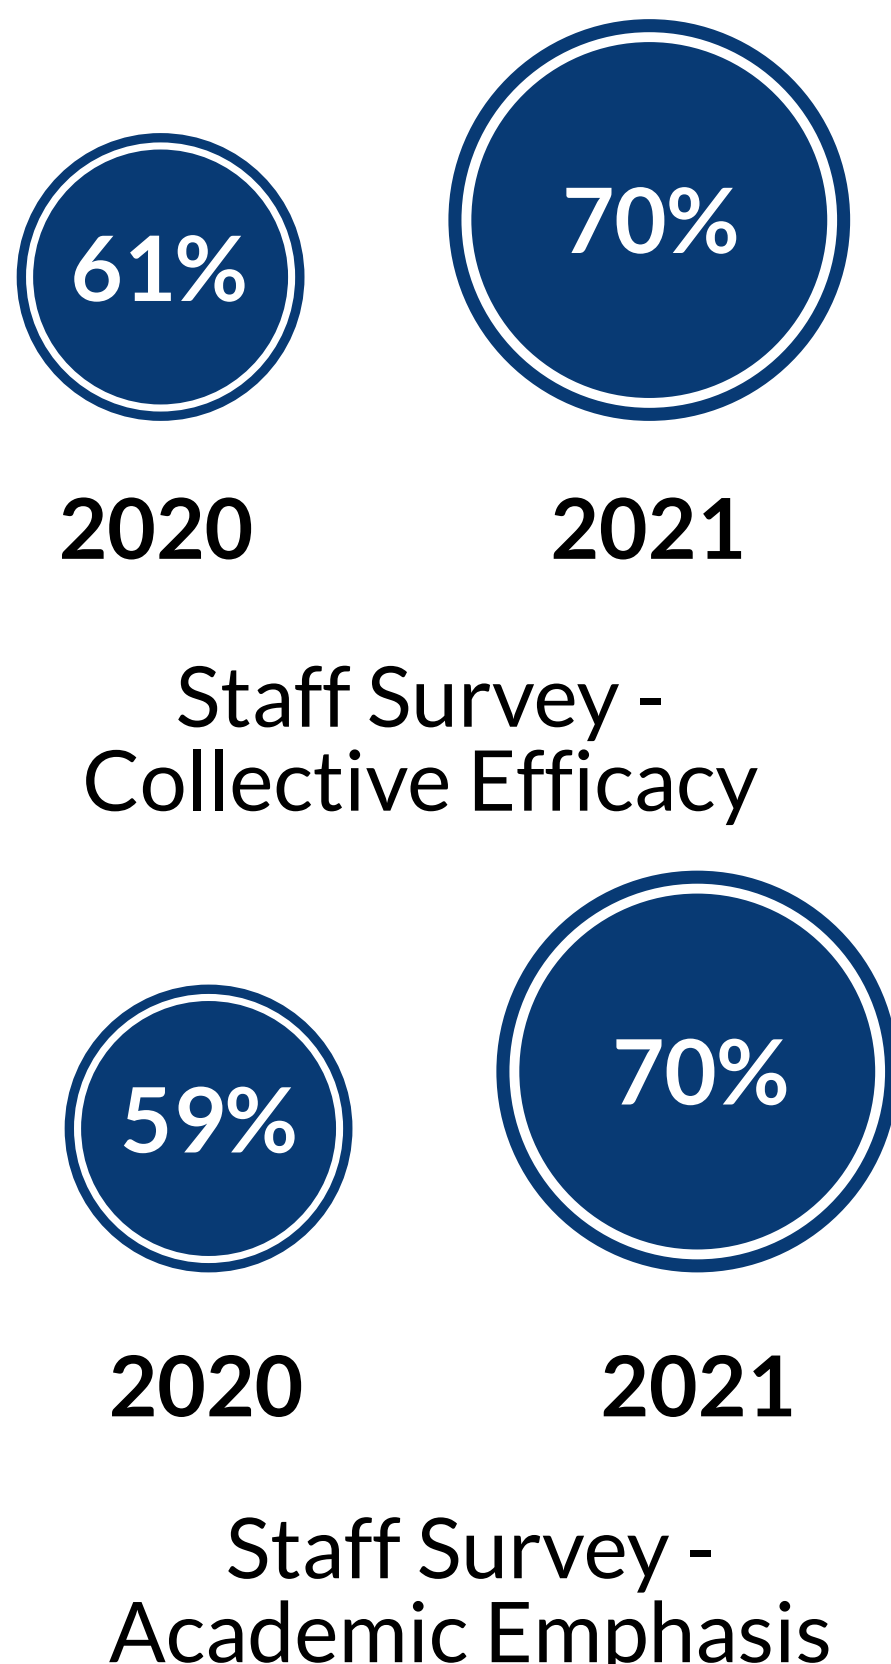 61%
70%
2020
2021
Staff Survey -
Collective Efficacy
59%
70%
2020
2021
Staff Survey -
Academic Emphasis